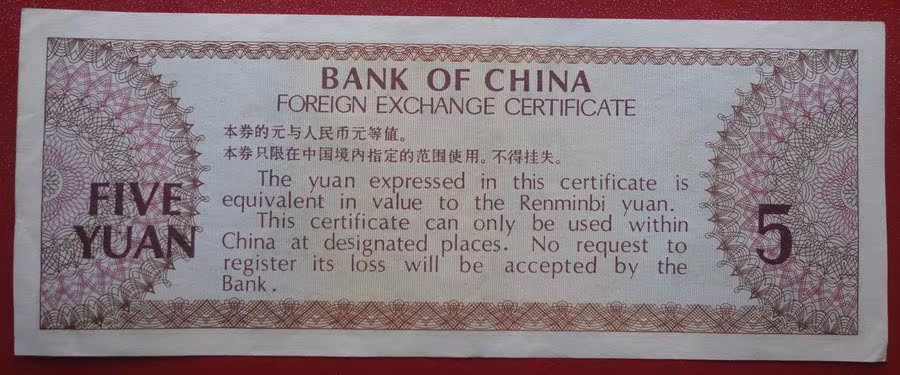 BANK OF CHINA
FOREIGN EXCHANGE CERTIFICATE
本券的元与人民币元等值。
本券只限在中国境内指定的范围使用。不得挂失。
The yuan expressed in this certificate is
equivalent in value to the Renminbi yuan.
This certificate can only be used within
China at designated places. No request to
register its loss will be accepted by the
Bank.
FIVE
YUAN
5